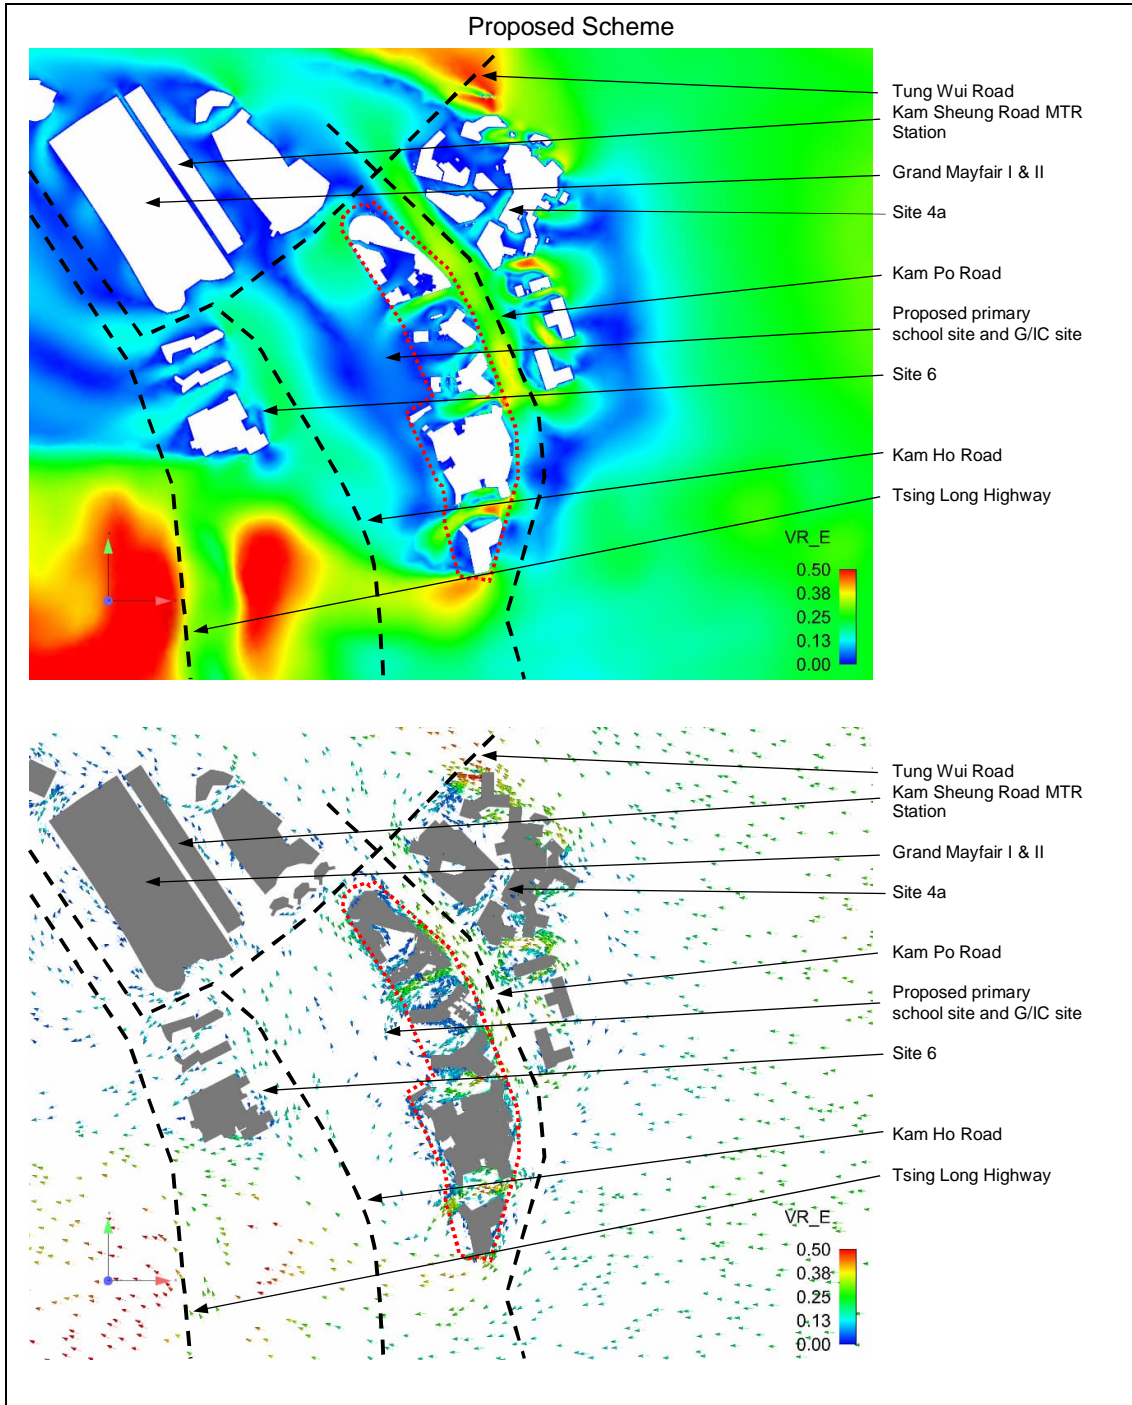 Proposed Scheme
Tung Wui Road
Kam Sheung Road MTR
Station
Grand Mayfair I & II
Site 4a
Kam Po Road
Proposed primary
school site and G/IC site
Site 6
Kam Ho Road
Tsing Long Highway
VR_E
0.50
0.38
0.25
0.13
0.00
Tung Wui Road
Kam Sheung Road MTR
Station
Grand Mayfair I & II
Site 4a
Kam Po Road
Proposed primary
school site and G/IC site
Site 6
Kam Ho Road
Tsing Long Highway
VR_E
0.50
0.38
0.25
0.13
0.00